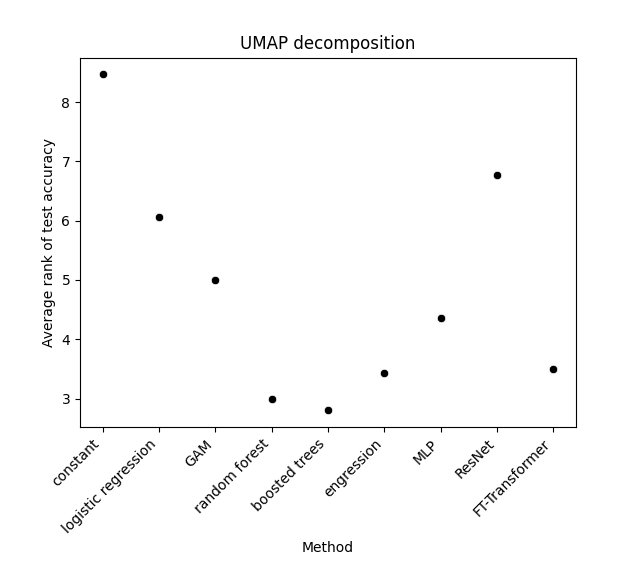 UMAP decomposition
Average rank of test accuracy
8
7
6
5
4
3
constant
logistic regression
GAM
random forest
boosted trees
engression
MLP
ResNet
FT-Transformer
Method